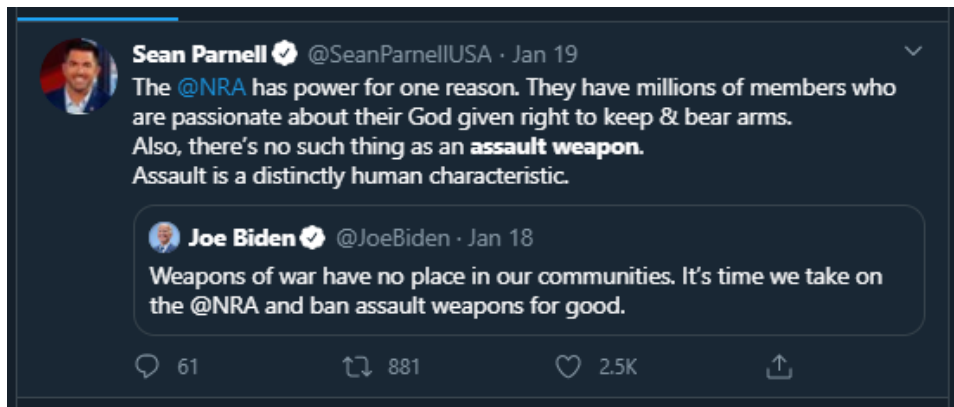 Sean Parnell @SeanParnellUSA · Jan 19
The @NRA has power for one reason. They have millions of members who
are passionate about their God given right to keep & bear arms.
Also, there's no such thing as an assault weapon.
Assault is a distinctly human characteristic.
Joe Biden @JoeBiden · Jan 18
Weapons of war have no place in our communities. It's time we take on
the @NRA and ban assault weapons for good.
61 881 2.5K